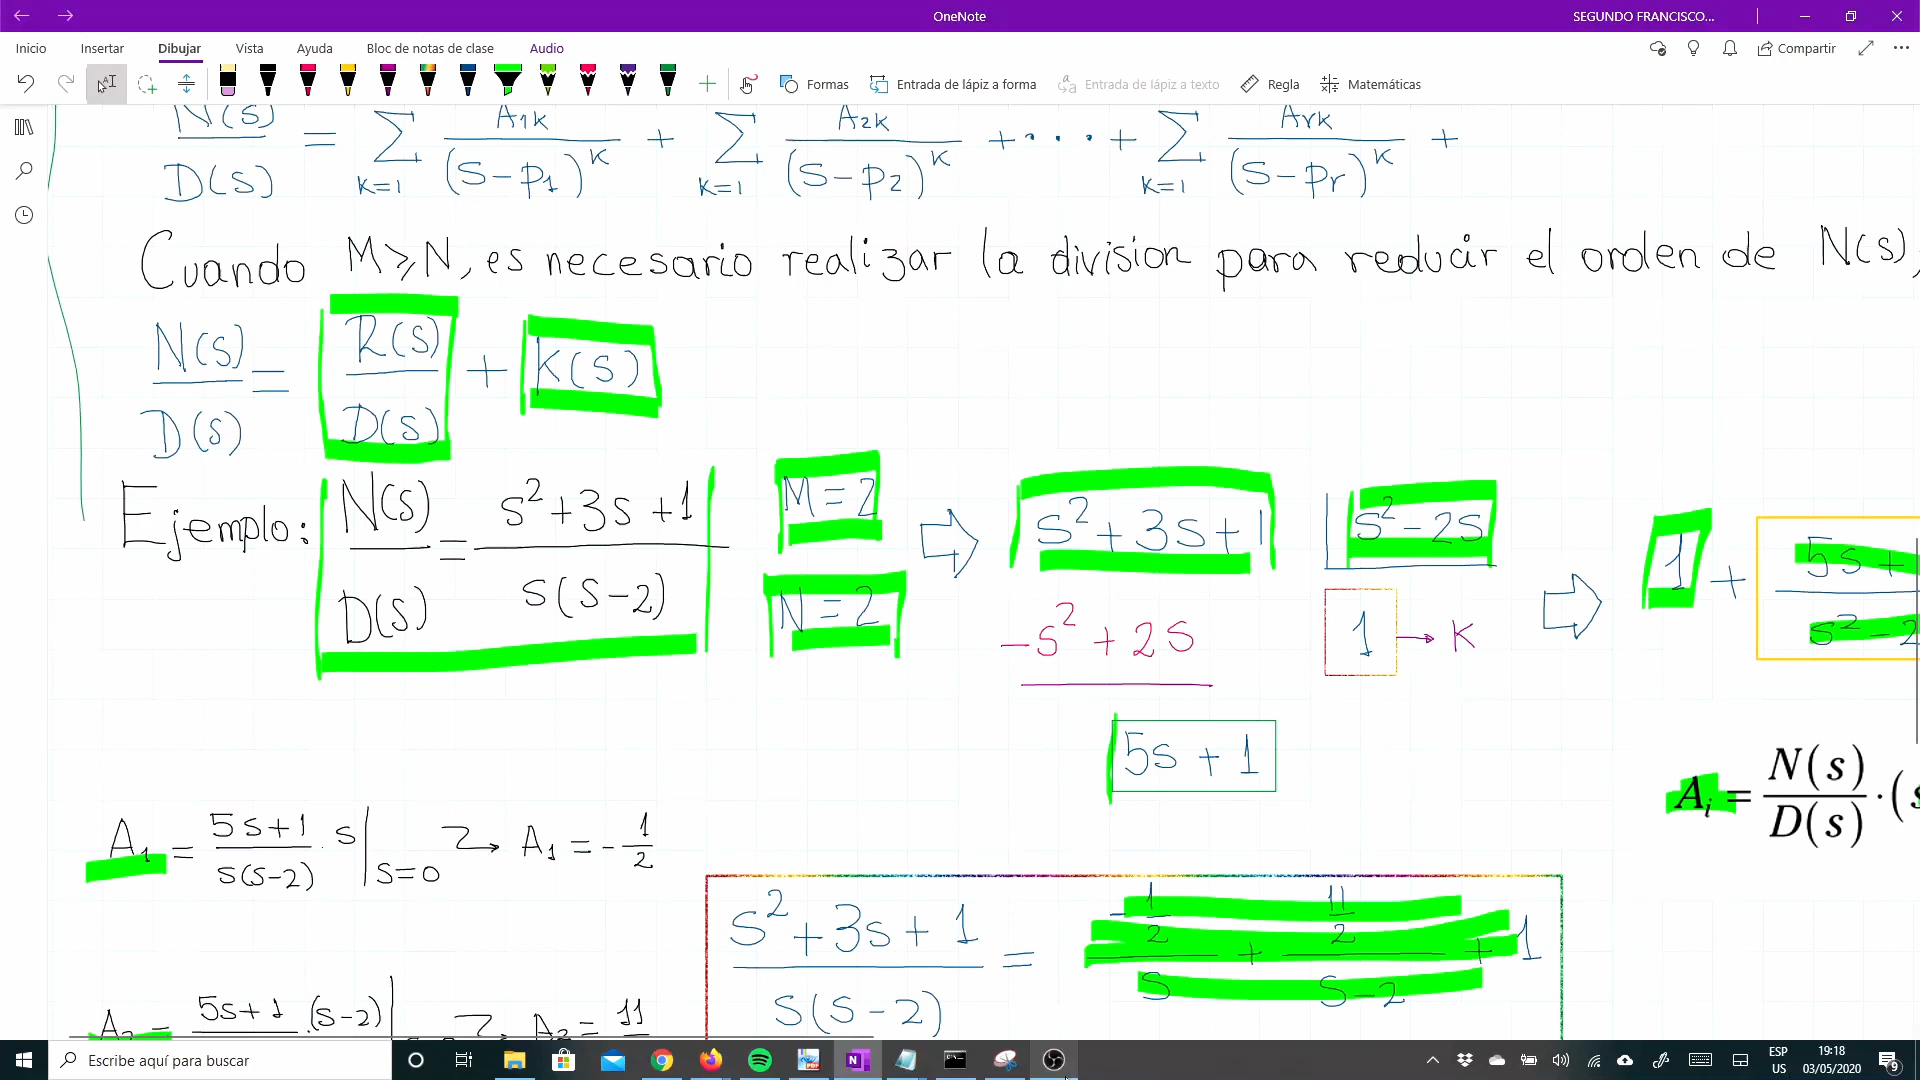 OneNote
SEGUNDO FRANCISCO...
Inicio Insertar Dibujar Vista Ayuda Bloc de notas de clase Audio Compartir
Formas Entrada de lápiz a forma Entrada de lápiz a texto Regla Matemáticas
N(s)/D(s) = Σ K=1 A1K/(S-p1)^K + Σ K=1 A2K/(S-p2)^K + ... + Σ K=1 ArK/(S-pr)^K +
Cuando M≥N, es necesario realizar la division para reducir el orden de N(s),
N(s)/D(s) = R(s)/D(s) + K(s)
Ejemplo: N(s)/D(s) = (s²+3s+1)/(s(s-2)) M=2 N=2 ⇨ s²+3s+1 s²-2s ⇨ 1 + 5s+/s²-2
-s²+2s 1 → K
5s+1
Ai = N(s)/D(s) · (s
A1 = (5s+1)/(s(s-2)) · s |s=0 → A1 = -1/2
(s²+3s+1)/(s(s-2)) = (-1/2)/s + (11/2)/(s-2) + 1
A2 = 5s+1 · (s-2) → A2 = 11
Escribe aquí para buscar
ESP
US
19:18
03/05/2020
9